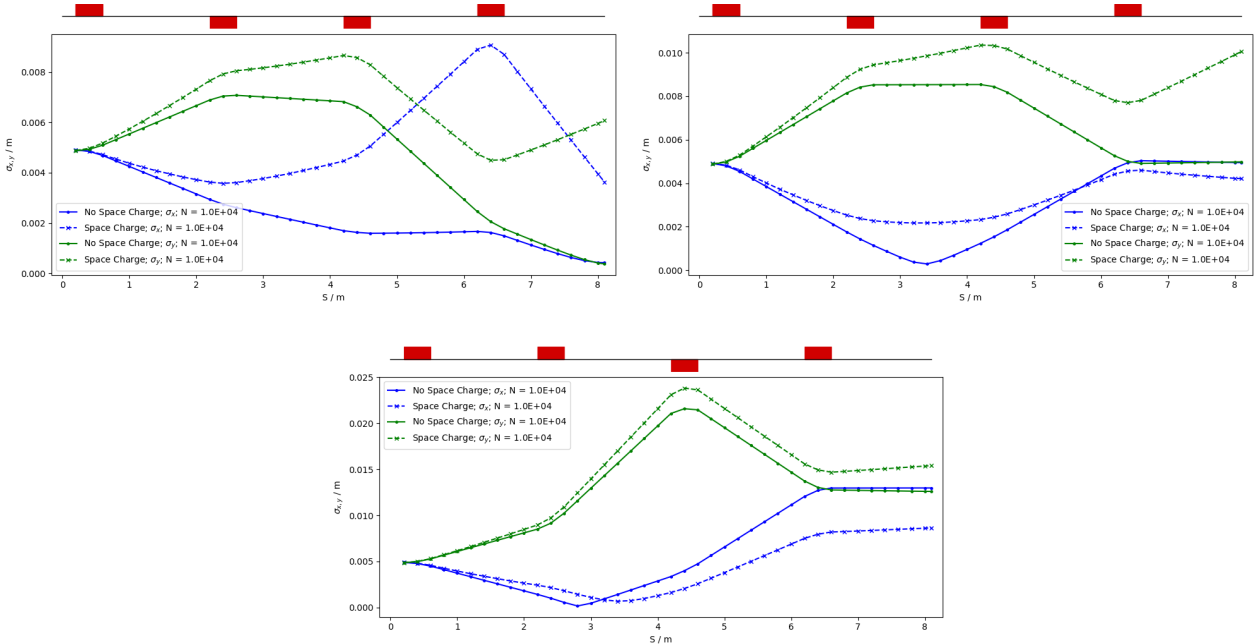 0.008
0.006
0.004
0.002
0.000
σx,y / m
No Space Charge; σx; N = 1.0E+04
Space Charge; σx; N = 1.0E+04
No Space Charge; σy; N = 1.0E+04
Space Charge; σy; N = 1.0E+04
0 1 2 3 4 5 6 7 8
S / m
0.010
0.008
0.006
0.004
0.002
0.000
σx,y / m
No Space Charge; σx; N = 1.0E+04
Space Charge; σx; N = 1.0E+04
No Space Charge; σy; N = 1.0E+04
Space Charge; σy; N = 1.0E+04
0 1 2 3 4 5 6 7 8
S / m
0.025
0.020
0.015
0.010
0.005
0.000
σx,y / m
No Space Charge; σx; N = 1.0E+04
Space Charge; σx; N = 1.0E+04
No Space Charge; σy; N = 1.0E+04
Space Charge; σy; N = 1.0E+04
0 1 2 3 4 5 6 7 8
S / m